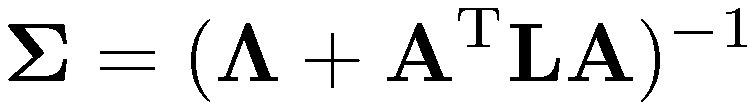 𝚺 = (𝚲 + 𝐀ᵀ𝐋𝐀)⁻¹